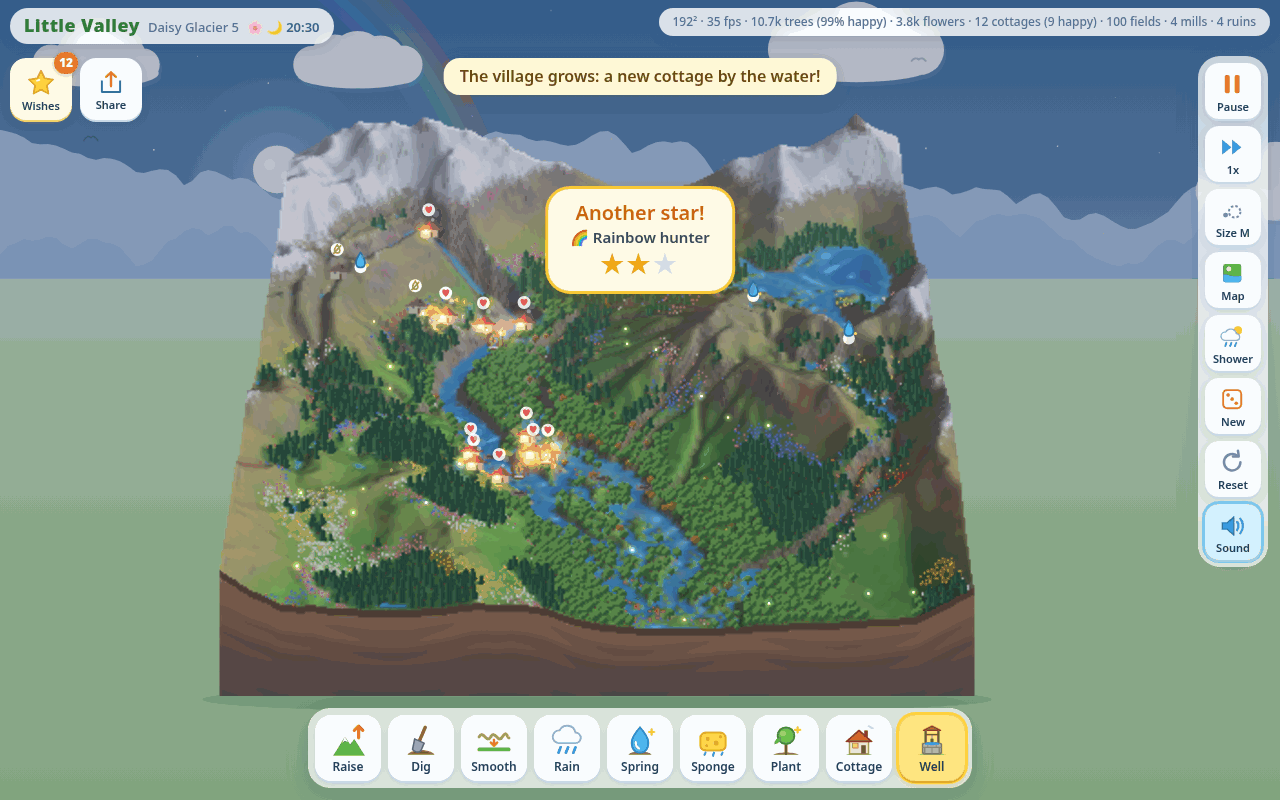 Little Valley Daisy Glacier 5 🌸 🌙 20:30
192² · 35 fps · 10.7k trees (99% happy) · 3.8k flowers · 12 cottages (9 happy) · 100 fields · 4 mills · 4 ruins
12
Wishes
Share
The village grows: a new cottage by the water!
Another star!
🌈 Rainbow hunter
Pause
1x
Size M
Map
Shower
New
Reset
Sound
Raise
Dig
Smooth
Rain
Spring
Sponge
Plant
Cottage
Well